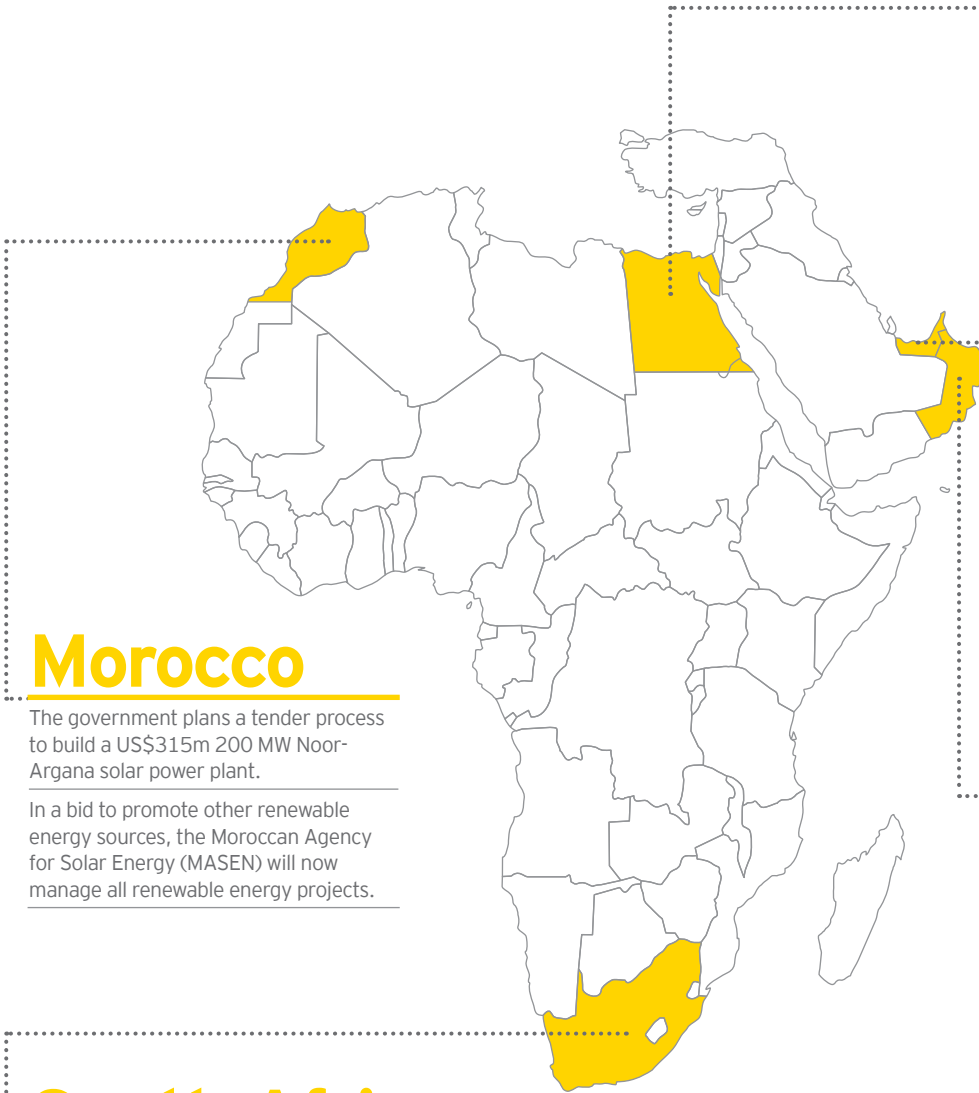 Morocco
The government plans a tender process
to build a US$315m 200 MW Noor-
Argana solar power plant.
In a bid to promote other renewable
energy sources, the Moroccan Agency
for Solar Energy (MASEN) will now
manage all renewable energy projects.